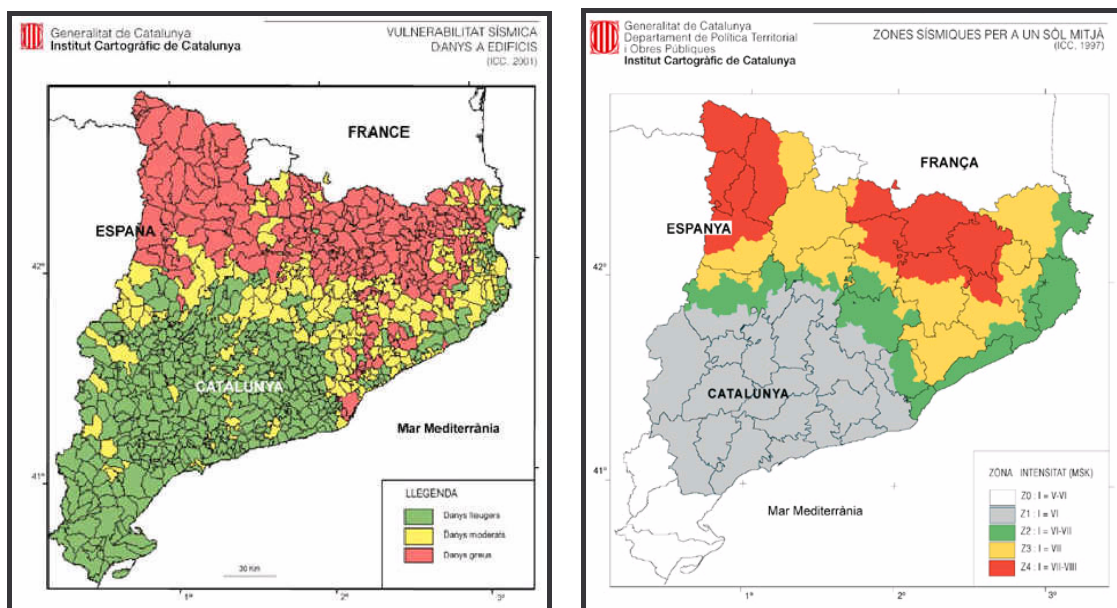 Generalitat de Catalunya
Institut Cartogràfic de Catalunya
VULNERABILITAT SÍSMICA
DANYS A EDIFICIS
(ICC. 2001)
FRANCE
ESPAÑA
42°
CATALUNYA
Mar Mediterrània
41°
LLEGENDA
Danys lleugers
Danys moderats
Danys greus
30 Km
1°
2°
3°
Generalitat de Catalunya
Departament de Política Territorial
i Obres Públiques
Institut Cartogràfic de Catalunya
ZONES SÍSMIQUES PER A UN SÒL MITJÀ
(ICC. 1997)
FRANÇA
ESPANYA
42°
CATALUNYA
41°
Mar Mediterrània
ZONA INTENSITAT (MSK)
Z0 : I = V-VI
Z1 : I = VI
Z2 : I = VI-VII
Z3 : I = VII
Z4 : I = VII-VIII
1°
2°
3°